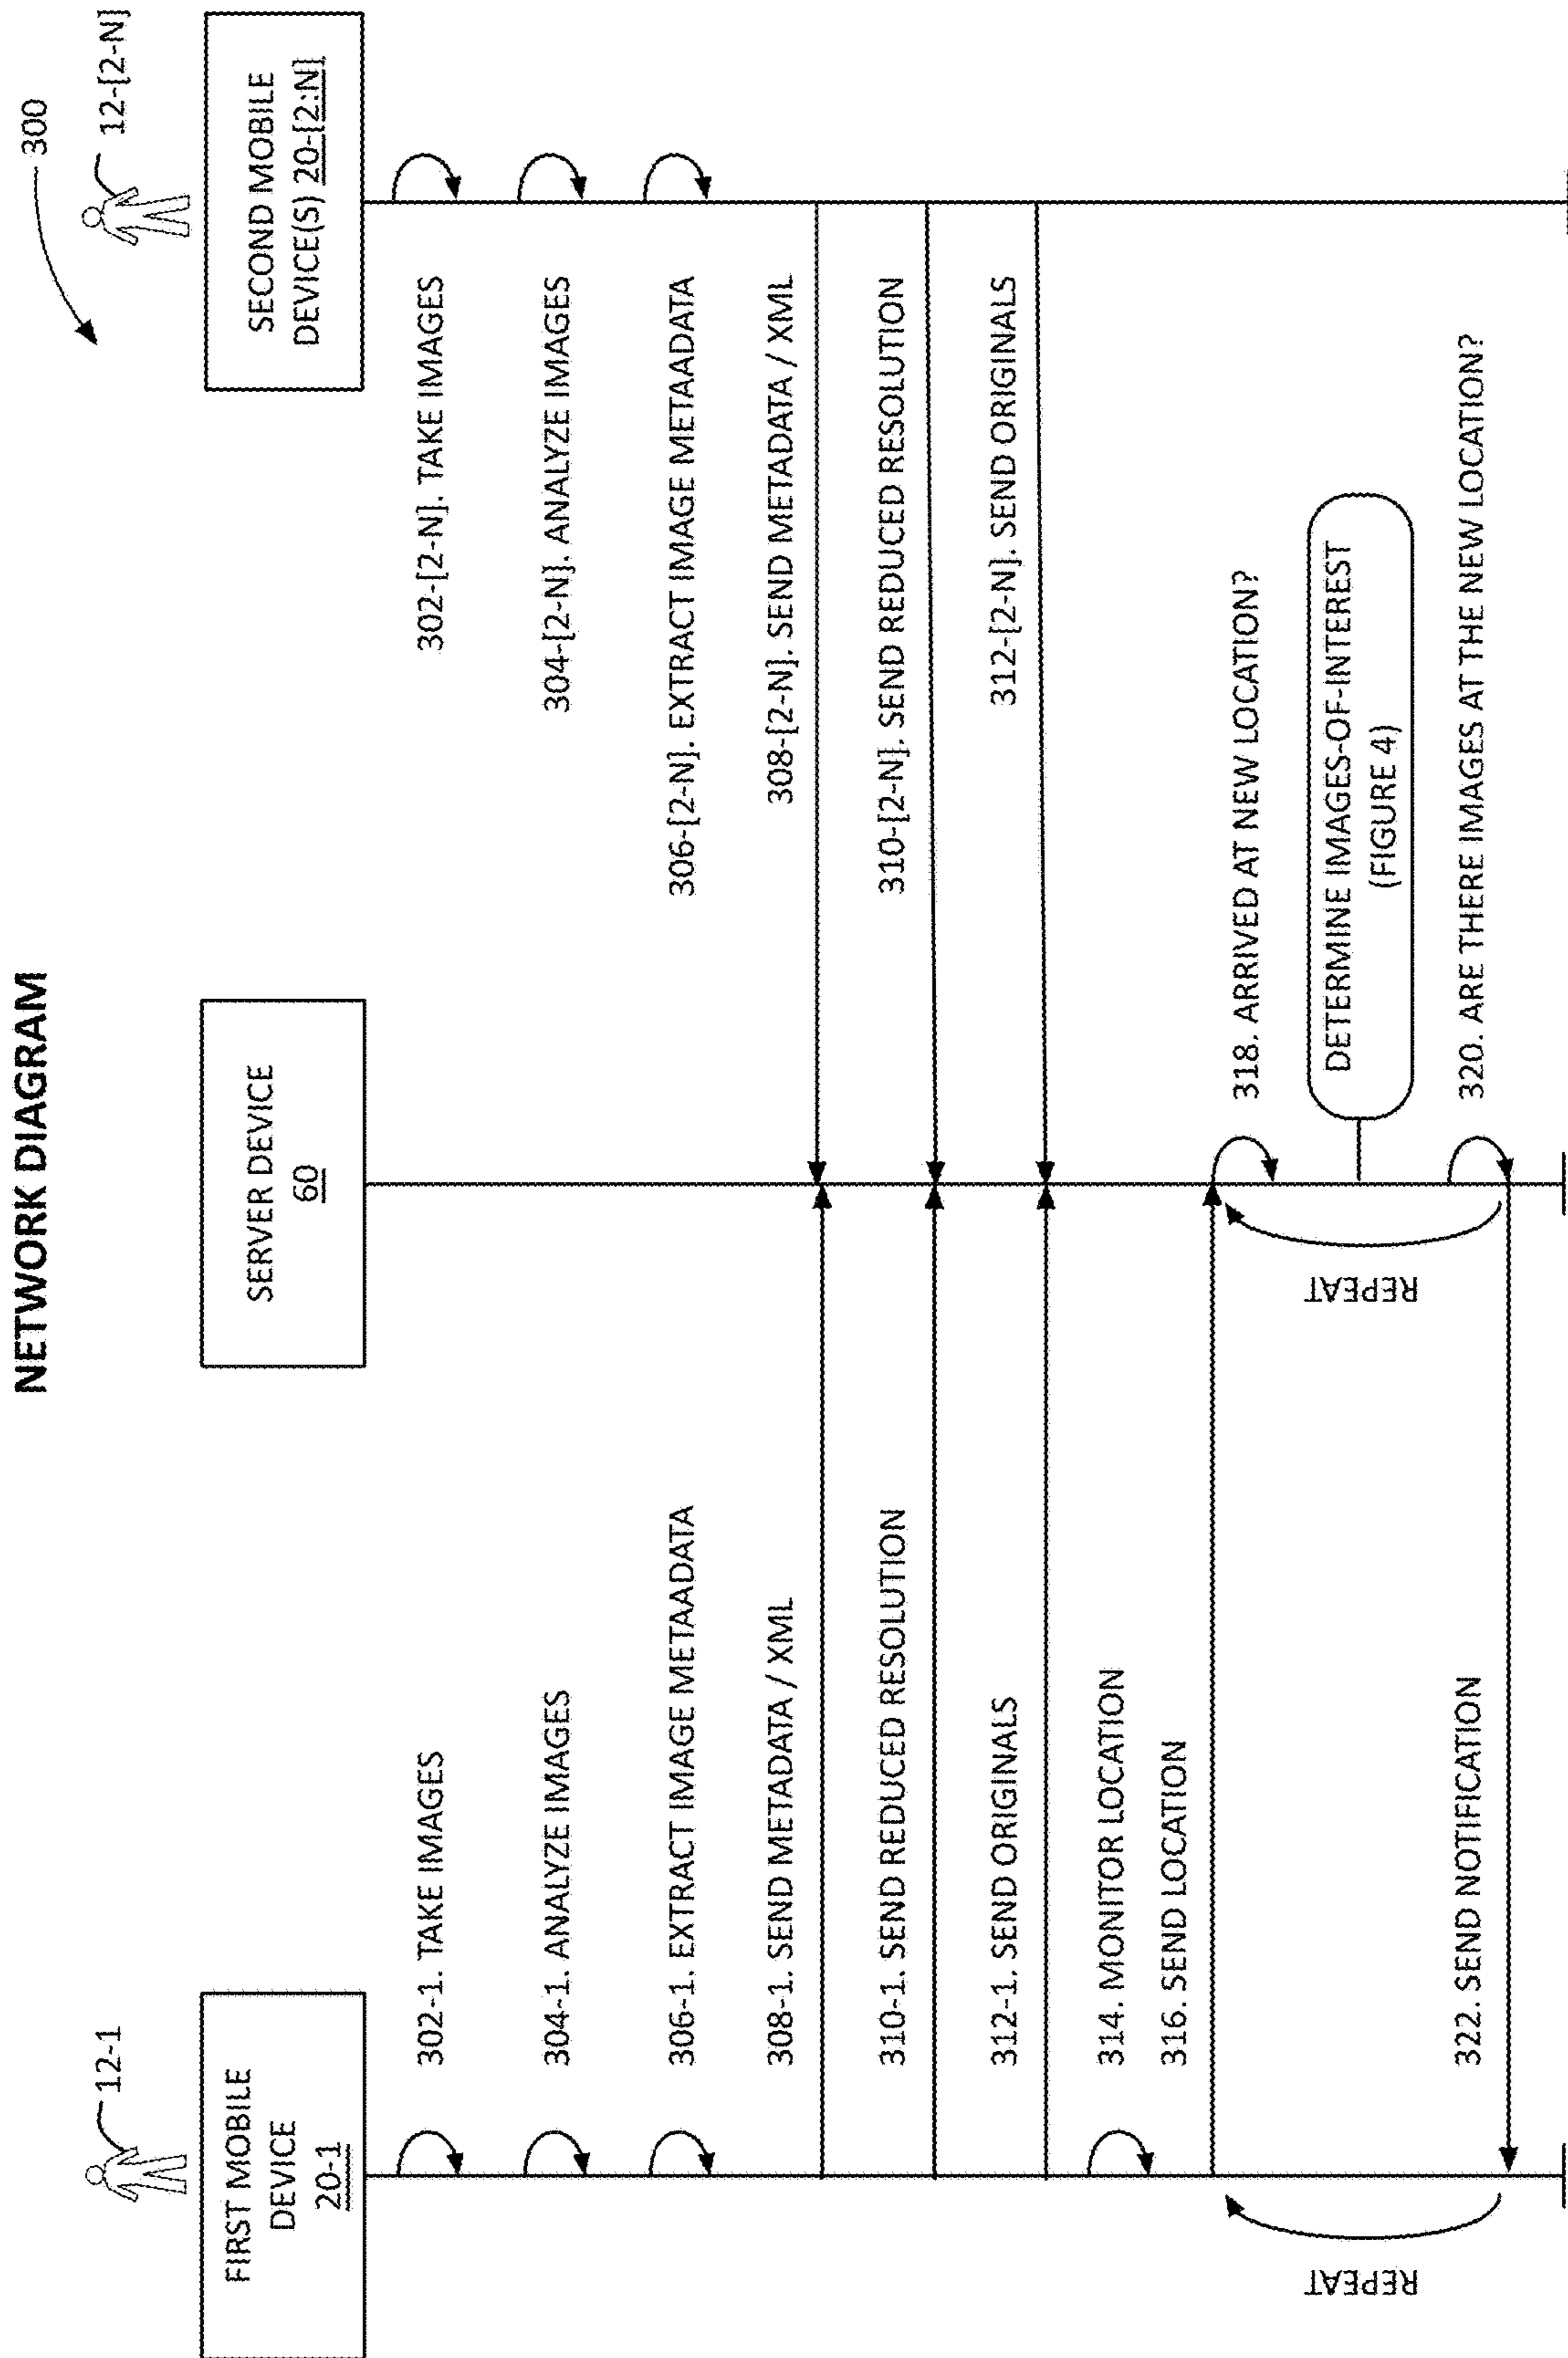 NETWORK DIAGRAM
300
12-1
12-[2-N]
FIRST MOBILE
DEVICE
20-1
SERVER DEVICE
60
SECOND MOBILE
DEVICE(S) 20-[2:N]
302-1. TAKE IMAGES
302-[2-N]. TAKE IMAGES
304-1. ANALYZE IMAGES
304-[2-N]. ANALYZE IMAGES
306-1. EXTRACT IMAGE METAADATA
306-[2-N]. EXTRACT IMAGE METAADATA
308-1. SEND METADATA / XML
308-[2-N]. SEND METADATA / XML
310-1. SEND REDUCED RESOLUTION
310-[2-N]. SEND REDUCED RESOLUTION
312-1. SEND ORIGINALS
312-[2-N]. SEND ORIGINALS
314. MONITOR LOCATION
316. SEND LOCATION
318. ARRIVED AT NEW LOCATION?
REPEAT
REPEAT
DETERMINE IMAGES-OF-INTEREST
(FIGURE 4)
322. SEND NOTIFICATION
320. ARE THERE IMAGES AT THE NEW LOCATION?